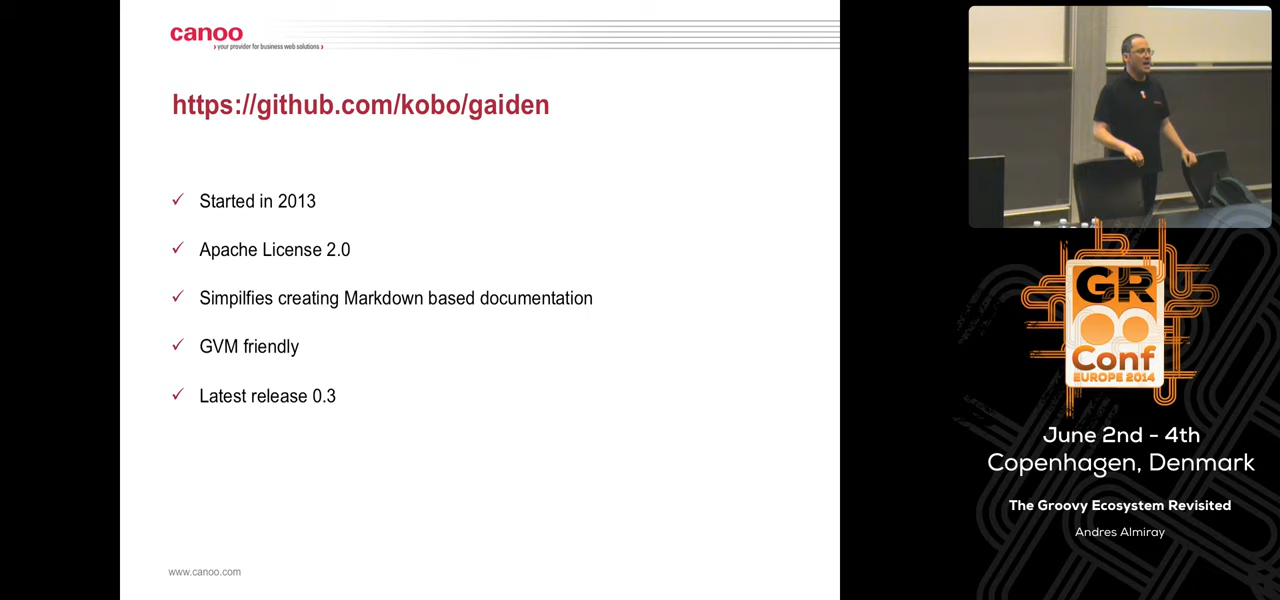 canoo
› your provider for business web solutions ›
https://github.com/kobo/gaiden
✓ Started in 2013
✓ Apache License 2.0
✓ Simpilfies creating Markdown based documentation
✓ GVM friendly
✓ Latest release 0.3
www.canoo.com
GR
Conf
EUROPE 2014
June 2nd - 4th
Copenhagen, Denmark
The Groovy Ecosystem Revisited
Andres Almiray